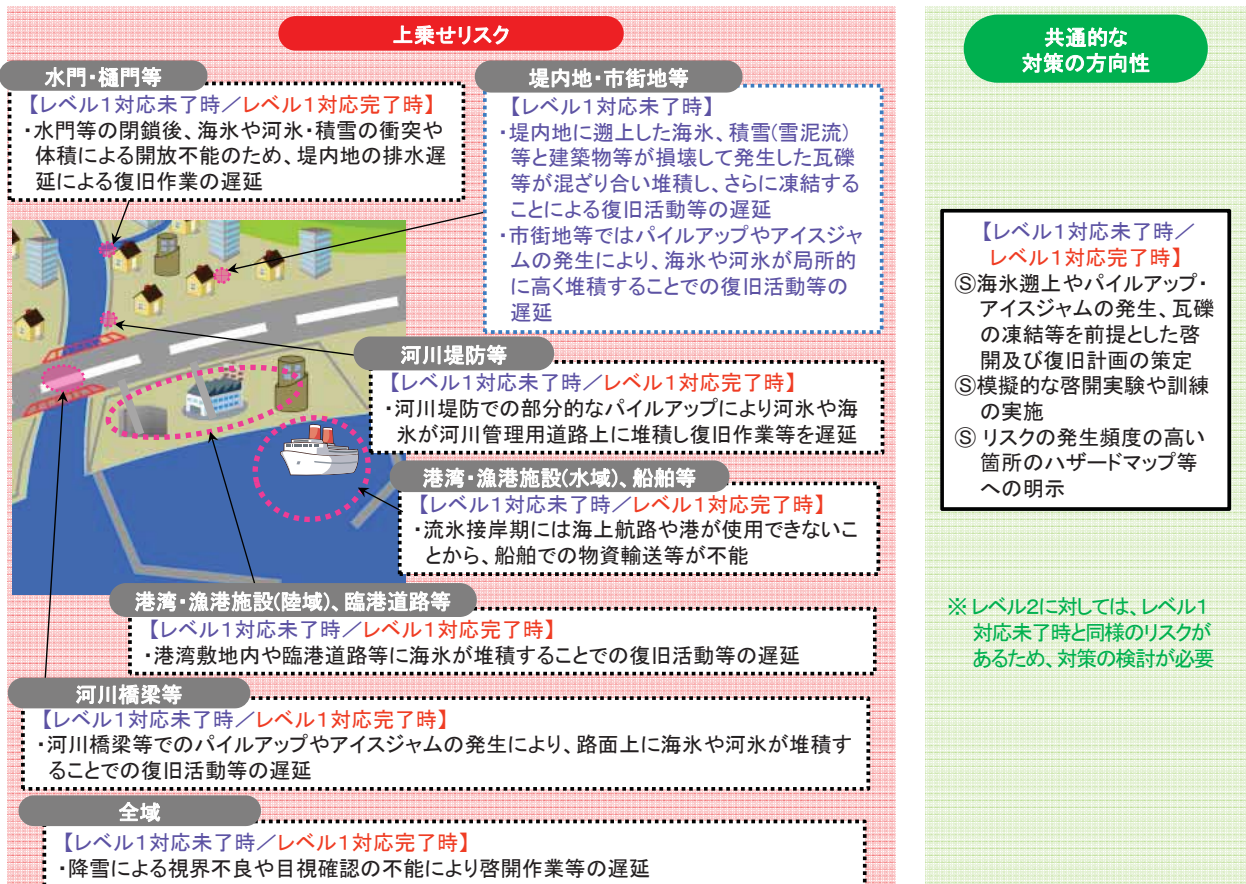 上乗せリスク
水門・樋門等
【レベル１対応未了時／レベル１対応完了時】
・水門等の閉鎖後、海氷や河氷・積雪の衝突や
体積による開放不能のため、堤内地の排水遅
延による復旧作業の遅延
堤内地・市街地等
【レベル１対応未了時】
・堤内地に遡上した海氷、積雪(雪泥流)
等と建築物等が損壊して発生した瓦礫
等が混ざり合い堆積し、さらに凍結する
ことによる復旧活動等の遅延
・市街地等ではパイルアップやアイスジャ
ムの発生により、海氷や河氷が局所的
に高く堆積することでの復旧活動等の
遅延
河川堤防等
【レベル１対応未了時／レベル１対応完了時】
・河川堤防での部分的なパイルアップにより河氷や海
氷が河川管理用道路上に堆積し復旧作業等を遅延
港湾・漁港施設(水域)、船舶等
【レベル１対応未了時／レベル１対応完了時】
・流氷接岸期には海上航路や港が使用できないこ
とから、船舶での物資輸送等が不能
港湾・漁港施設(陸域)、臨港道路等
【レベル１対応未了時／レベル１対応完了時】
・港湾敷地内や臨港道路等に海氷が堆積することでの復旧活動等の遅延
河川橋梁等
【レベル１対応未了時／レベル１対応完了時】
・河川橋梁等でのパイルアップやアイスジャムの発生により、路面上に海氷や河氷が堆積す
ることでの復旧活動等の遅延
全域
【レベル１対応未了時／レベル１対応完了時】
・降雪による視界不良や目視確認の不能により啓開作業等の遅延
共通的な
対策の方向性
【レベル１対応未了時／
レベル１対応完了時】
Ⓢ海氷遡上やパイルアップ・
アイスジャムの発生、瓦礫
の凍結等を前提とした啓
開及び復旧計画の策定
Ⓢ模擬的な啓開実験や訓練
の実施
Ⓢ リスクの発生頻度の高い
箇所のハザードマップ等
への明示
※レベル２に対しては、レベル１
対応未了時と同様のリスクが
あるため、対策の検討が必要